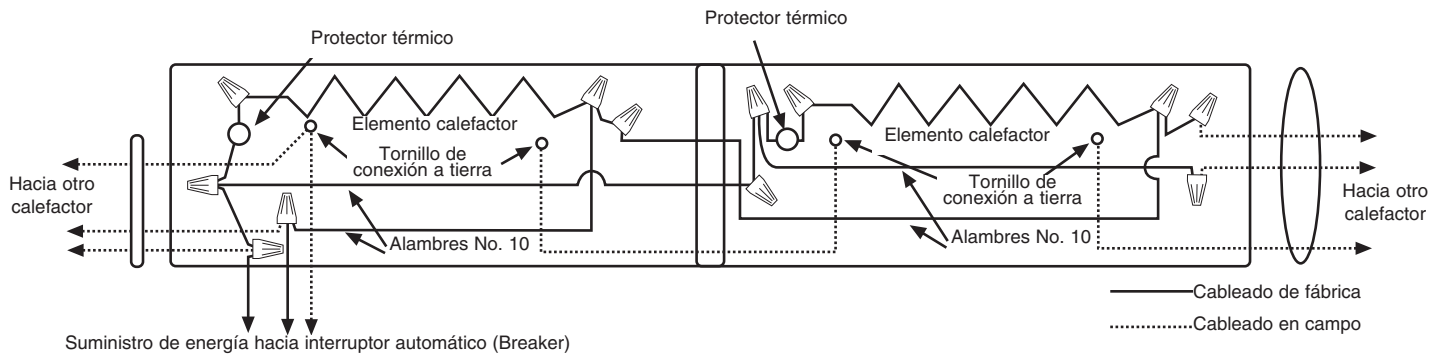 Protector térmico
Protector térmico
Elemento calefactor
Elemento calefactor
Tornillo de
conexión a tierra
Tornillo de
conexión a tierra
Hacia otro
calefactor
Hacia otro
calefactor
Alambres No. 10
Alambres No. 10
Cableado de fábrica
Cableado en campo
Suministro de energía hacia interruptor automático (Breaker)